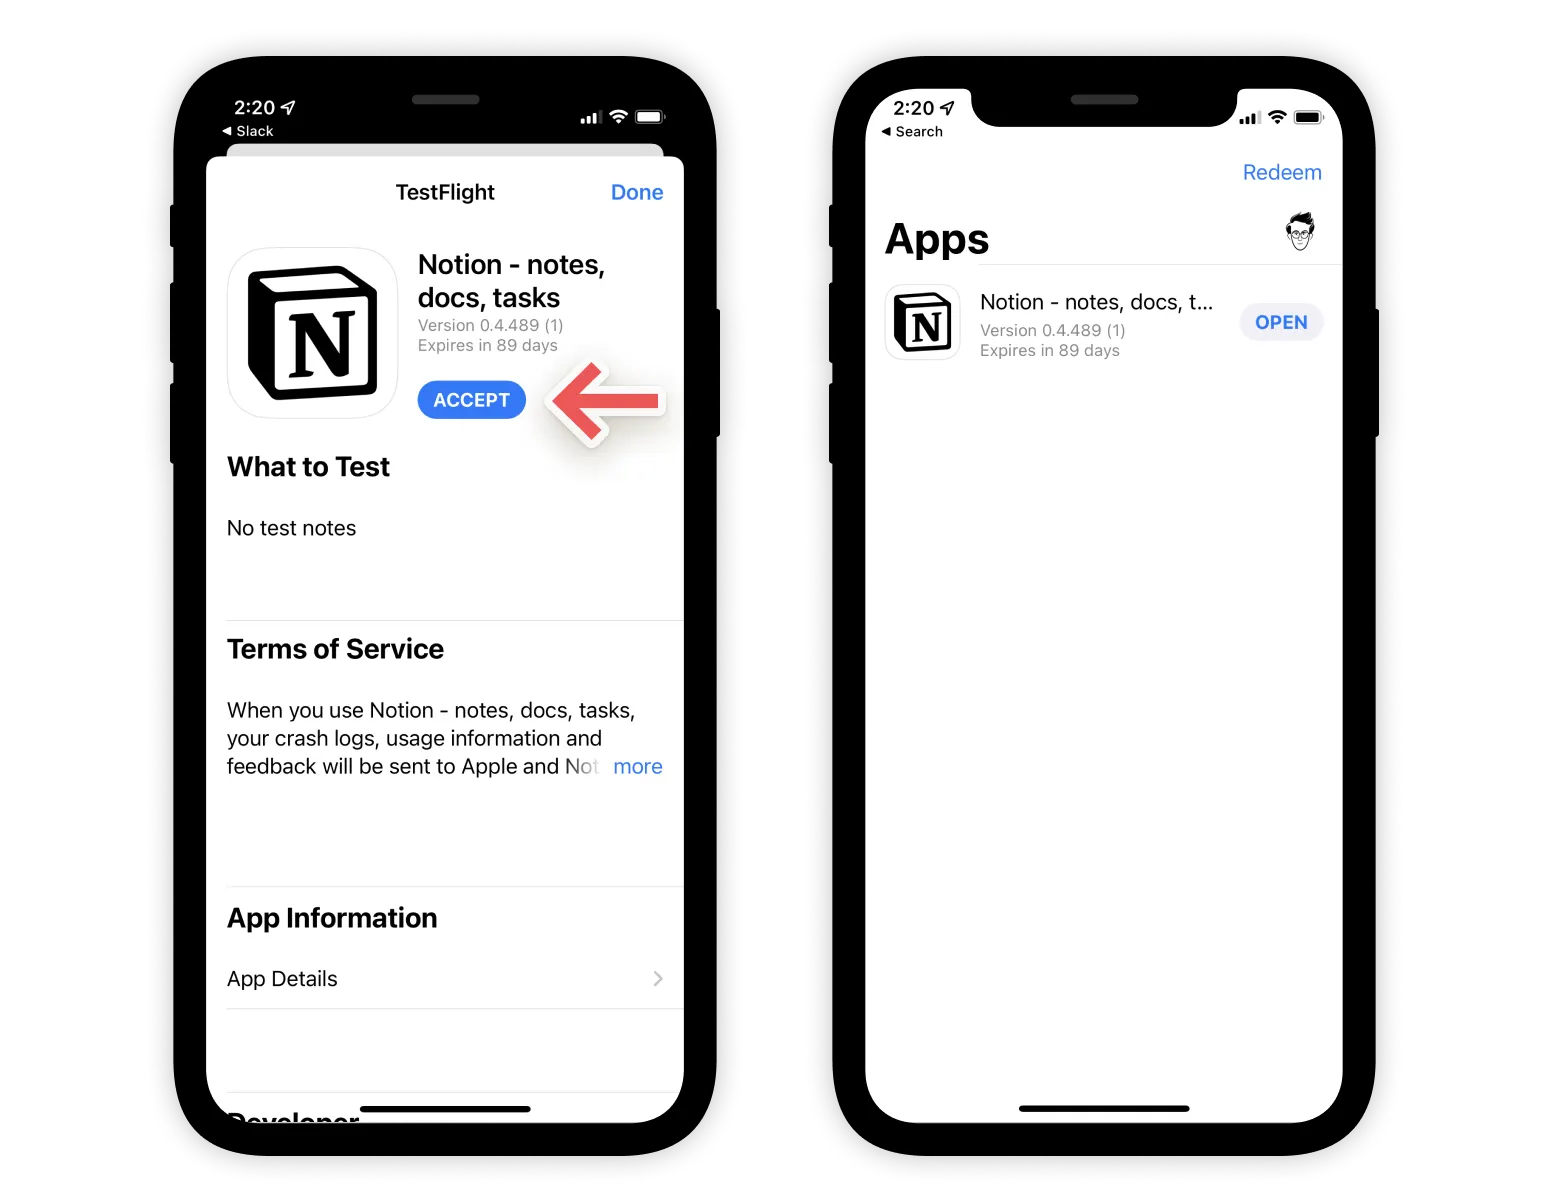 2:20
◀ Slack
TestFlight
Done
N
Notion - notes,
docs, tasks
Version 0.4.489 (1)
Expires in 89 days
ACCEPT
What to Test
No test notes
Terms of Service
When you use Notion - notes, docs, tasks,
your crash logs, usage information and
feedback will be sent to Apple and Not more
App Information
App Details
Developer
2:20
◀ Search
Redeem
Apps
N
Notion - notes, docs, t...
Version 0.4.489 (1)
Expires in 89 days
OPEN